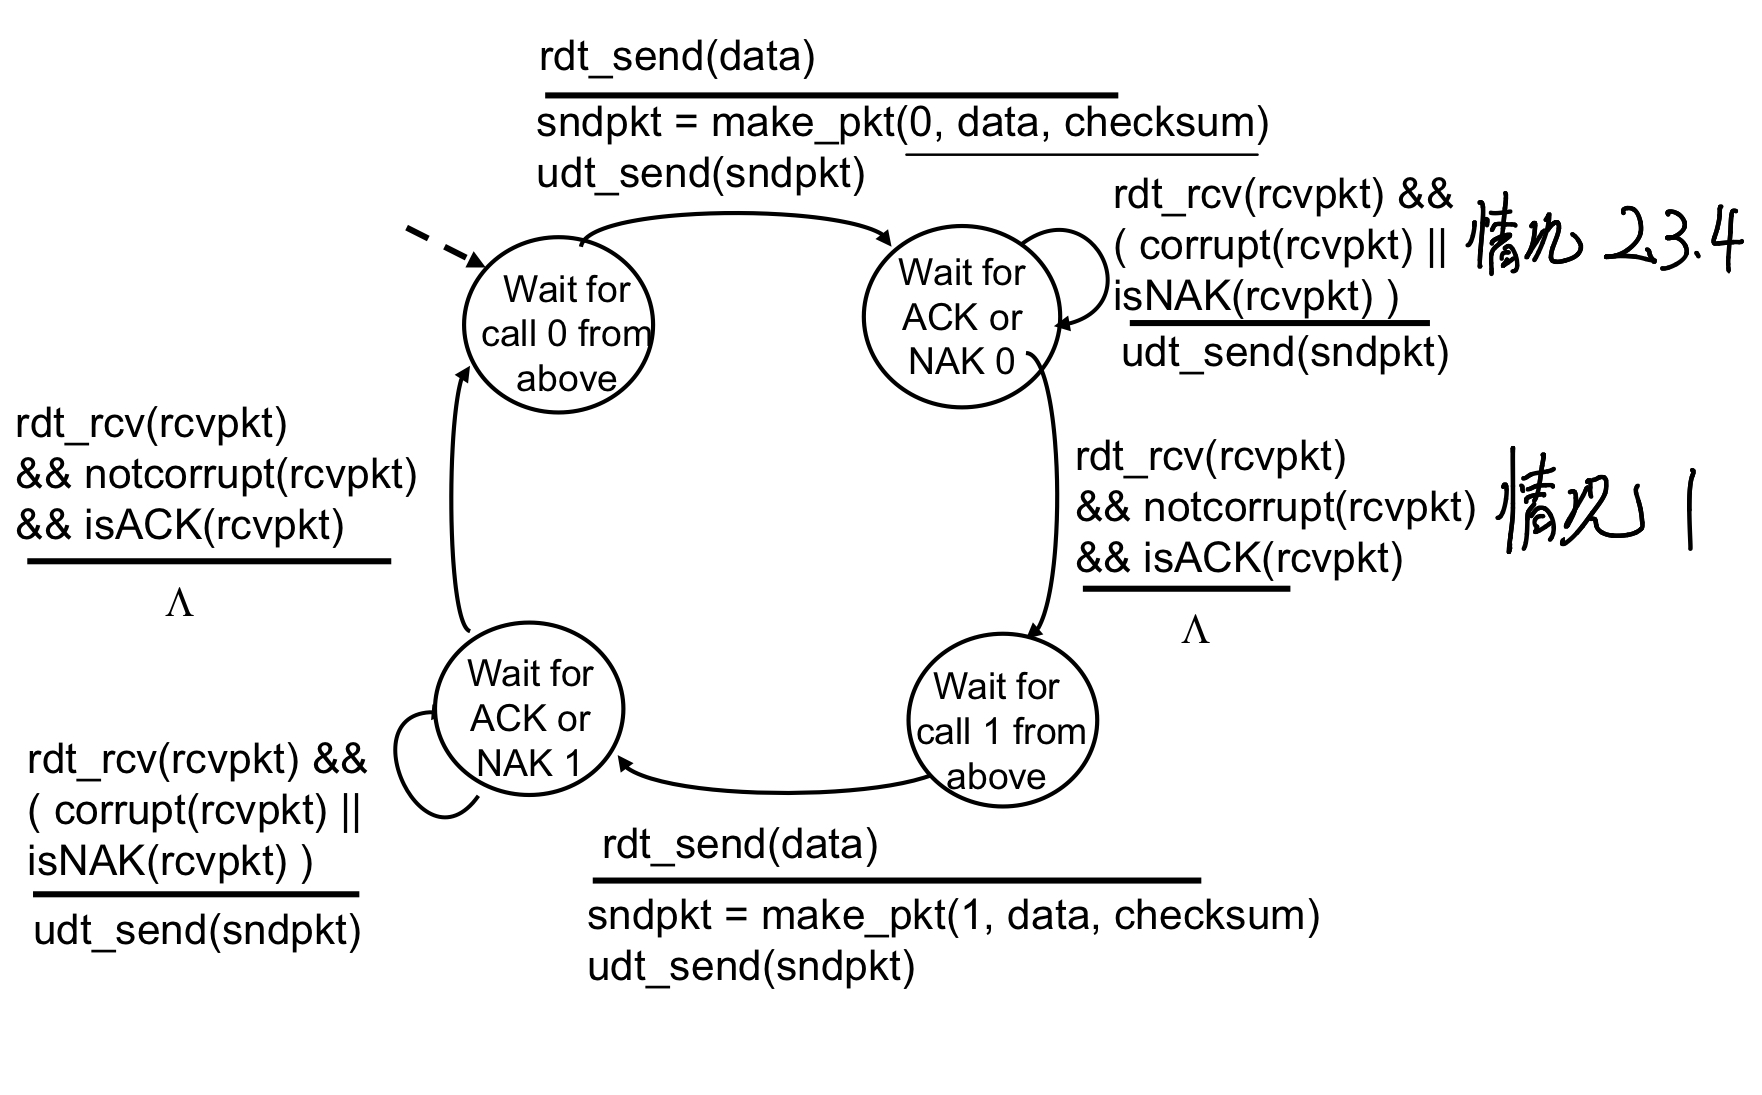 rdt_send(data)
sndpkt = make_pkt(0, data, checksum)
udt_send(sndpkt)
rdt_rcv(rcvpkt) &&
( corrupt(rcvpkt) ||
isNAK(rcvpkt) )
udt_send(sndpkt)
情况 2.3.4
Wait for
call 0 from
above
Wait for
ACK or
NAK 0
rdt_rcv(rcvpkt)
&& notcorrupt(rcvpkt)
&& isACK(rcvpkt)
Λ
rdt_rcv(rcvpkt)
&& notcorrupt(rcvpkt)
&& isACK(rcvpkt)
Λ
情况 1
Wait for
ACK or
NAK 1
Wait for
call 1 from
above
rdt_rcv(rcvpkt) &&
( corrupt(rcvpkt) ||
isNAK(rcvpkt) )
udt_send(sndpkt)
rdt_send(data)
sndpkt = make_pkt(1, data, checksum)
udt_send(sndpkt)